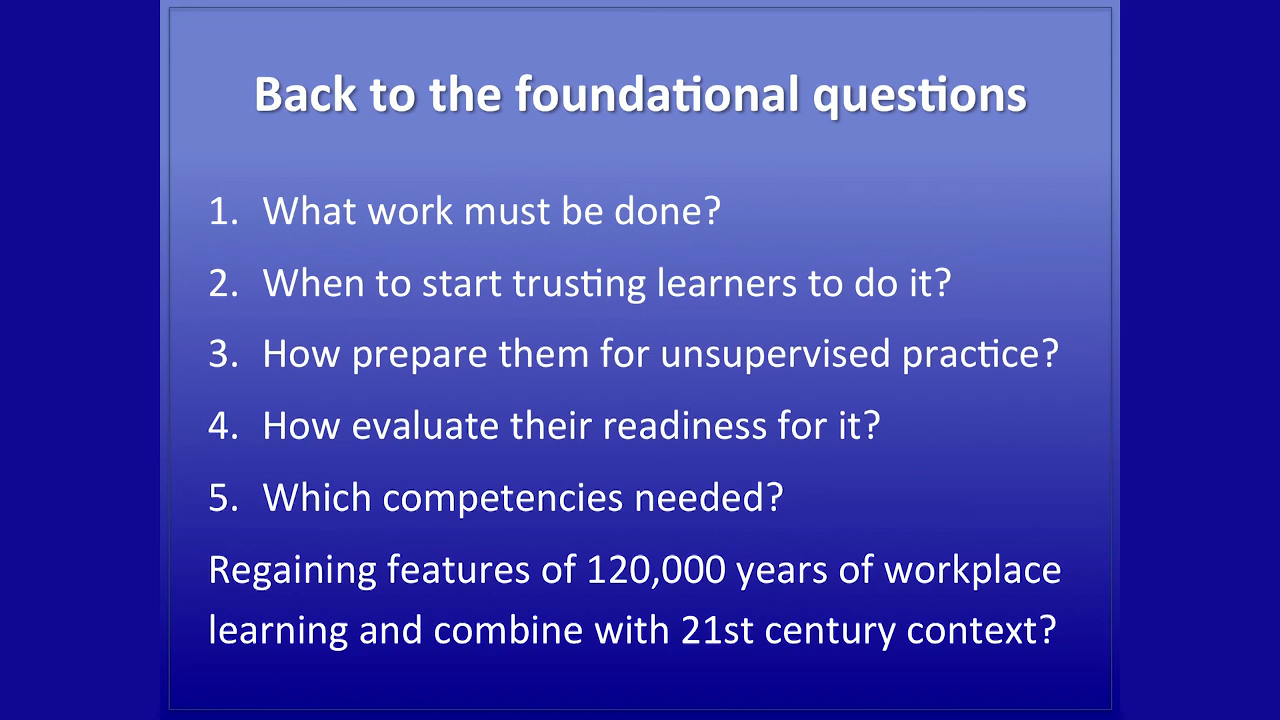 Back to the foundational questions
1. What work must be done?
2. When to start trusting learners to do it?
3. How prepare them for unsupervised practice?
4. How evaluate their readiness for it?
5. Which competencies needed?
Regaining features of 120,000 years of workplace
learning and combine with 21st century context?